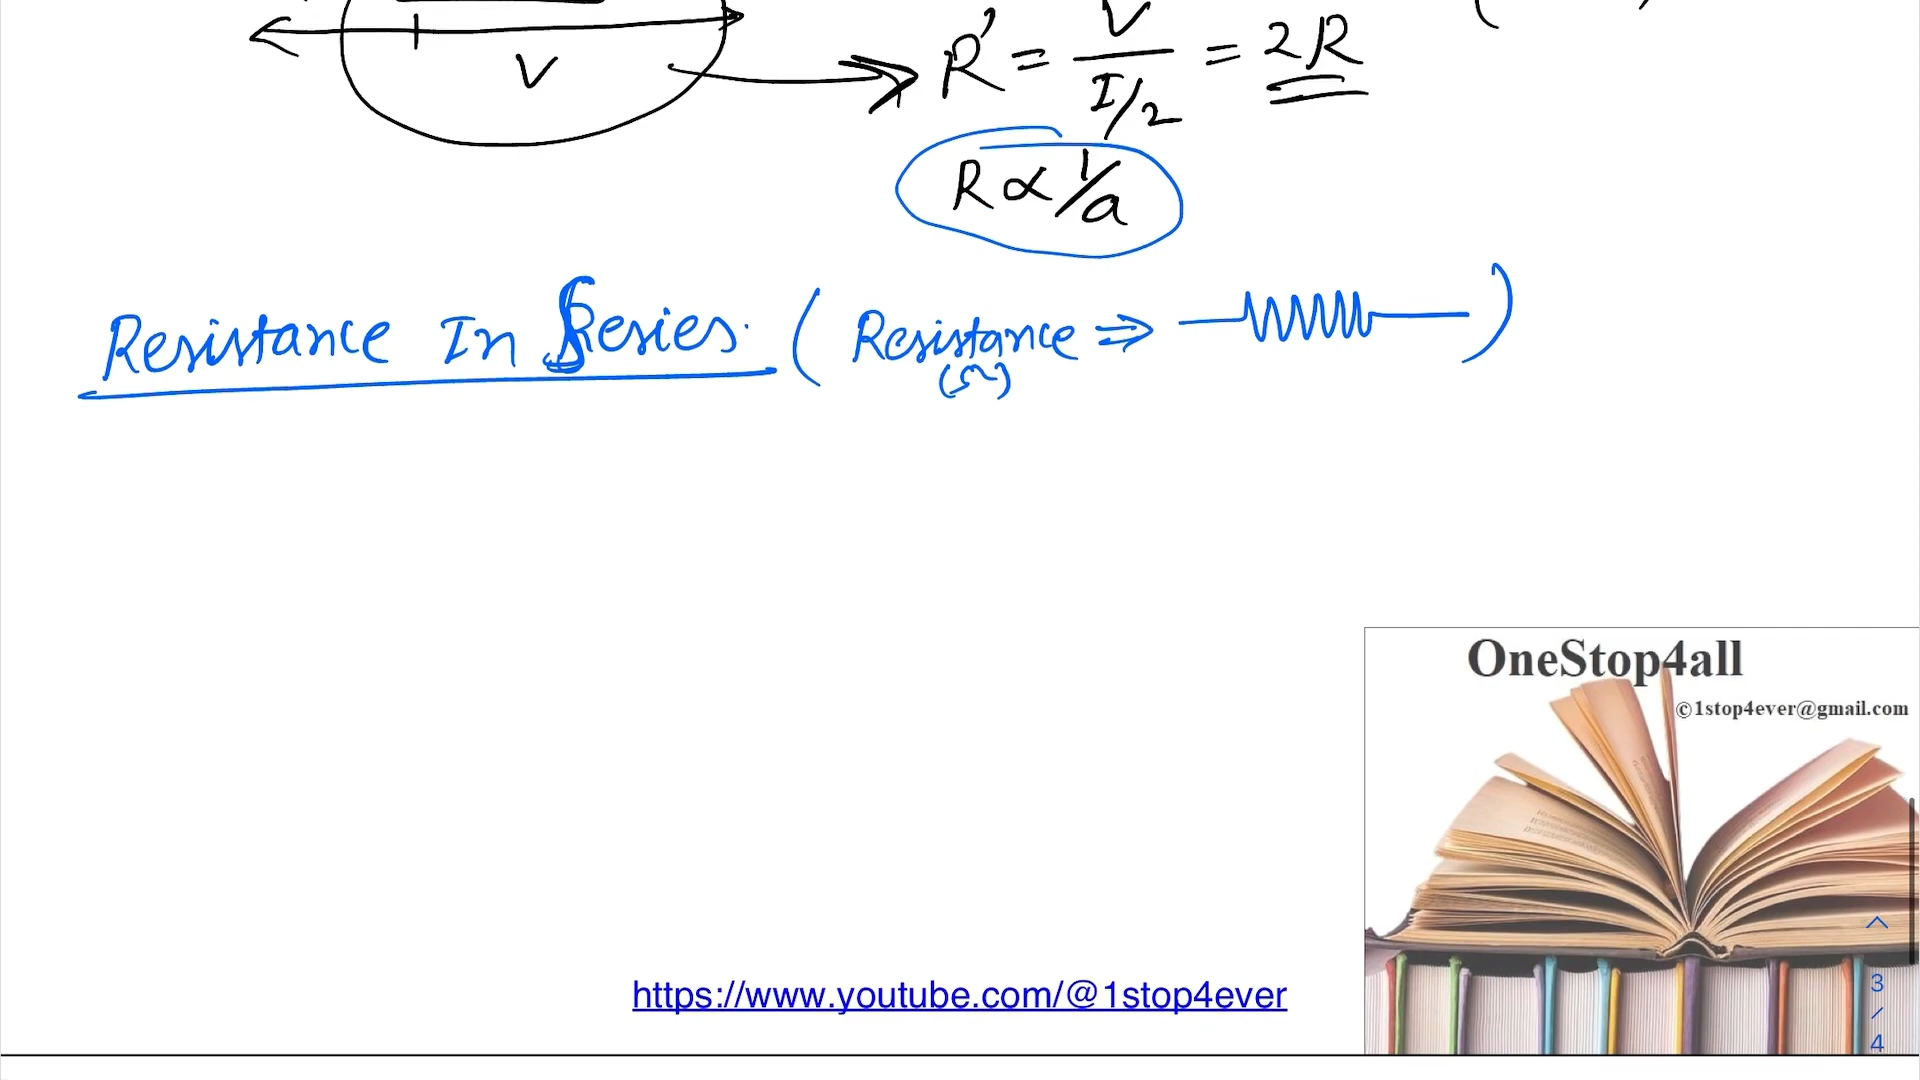 V
R' = V / I/2 = 2R
R ∝ 1/a
Resistance In Series. ( Resistance ⇒ )
(Ω)
OneStop4all
©1stop4ever@gmail.com
https://www.youtube.com/@1stop4ever
3
/
4